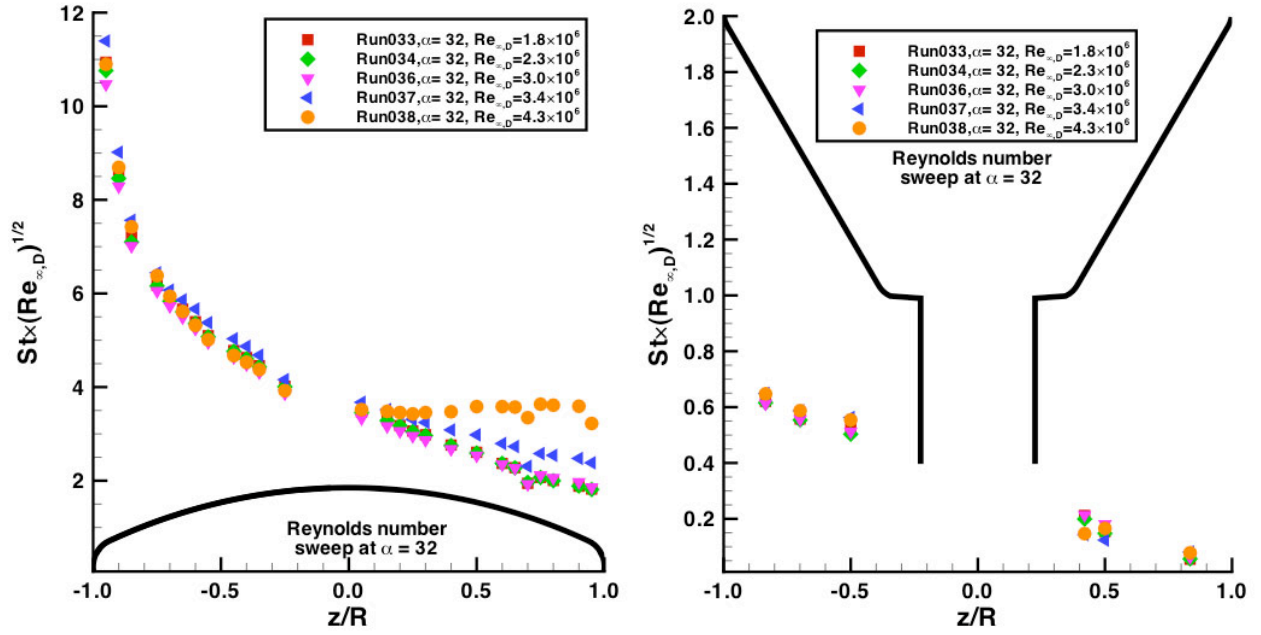 12
10
8
6
4
2
St×(Re∞,D)1/2
Run033,α= 32, Re∞,D=1.8×106
Run034,α= 32, Re∞,D=2.3×106
Run036,α= 32, Re∞,D=3.0×106
Run037,α= 32, Re∞,D=3.4×106
Run038,α= 32, Re∞,D=4.3×106
Reynolds number
sweep at α = 32
-1.0 -0.5 0.0 0.5 1.0
z/R
2.0
1.8
1.6
1.4
1.2
1.0
0.8
0.6
0.4
0.2
St×(Re∞,D)1/2
Run033,α= 32, Re∞,D=1.8×106
Run034,α= 32, Re∞,D=2.3×106
Run036,α= 32, Re∞,D=3.0×106
Run037,α= 32, Re∞,D=3.4×106
Run038,α= 32, Re∞,D=4.3×106
Reynolds number
sweep at α = 32
-1.0 -0.5 0.0 0.5 1.0
z/R